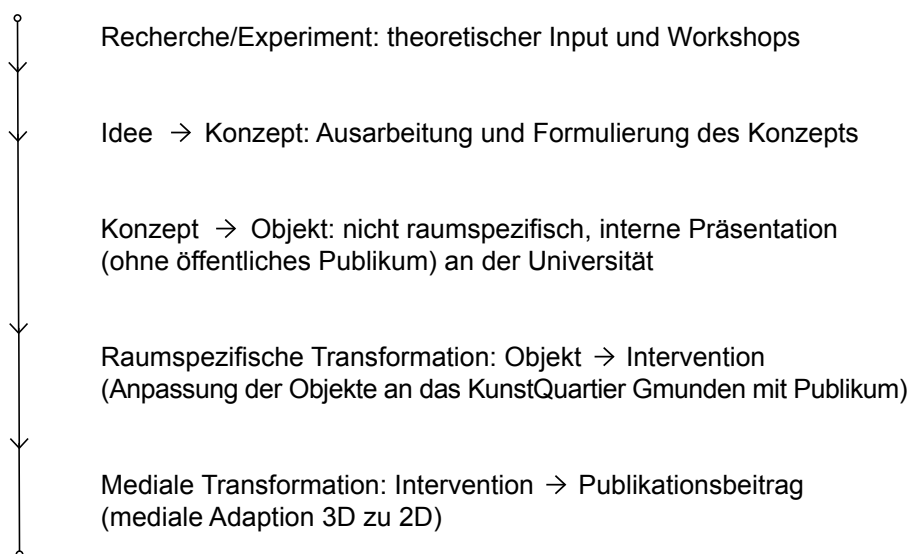 Recherche/Experiment: theoretischer Input und Workshops
Idee → Konzept: Ausarbeitung und Formulierung des Konzepts
Konzept → Objekt: nicht raumspezifisch, interne Präsentation
(ohne öffentliches Publikum) an der Universität
Raumspezifische Transformation: Objekt → Intervention
(Anpassung der Objekte an das KunstQuartier Gmunden mit Publikum)
Mediale Transformation: Intervention → Publikationsbeitrag
(mediale Adaption 3D zu 2D)